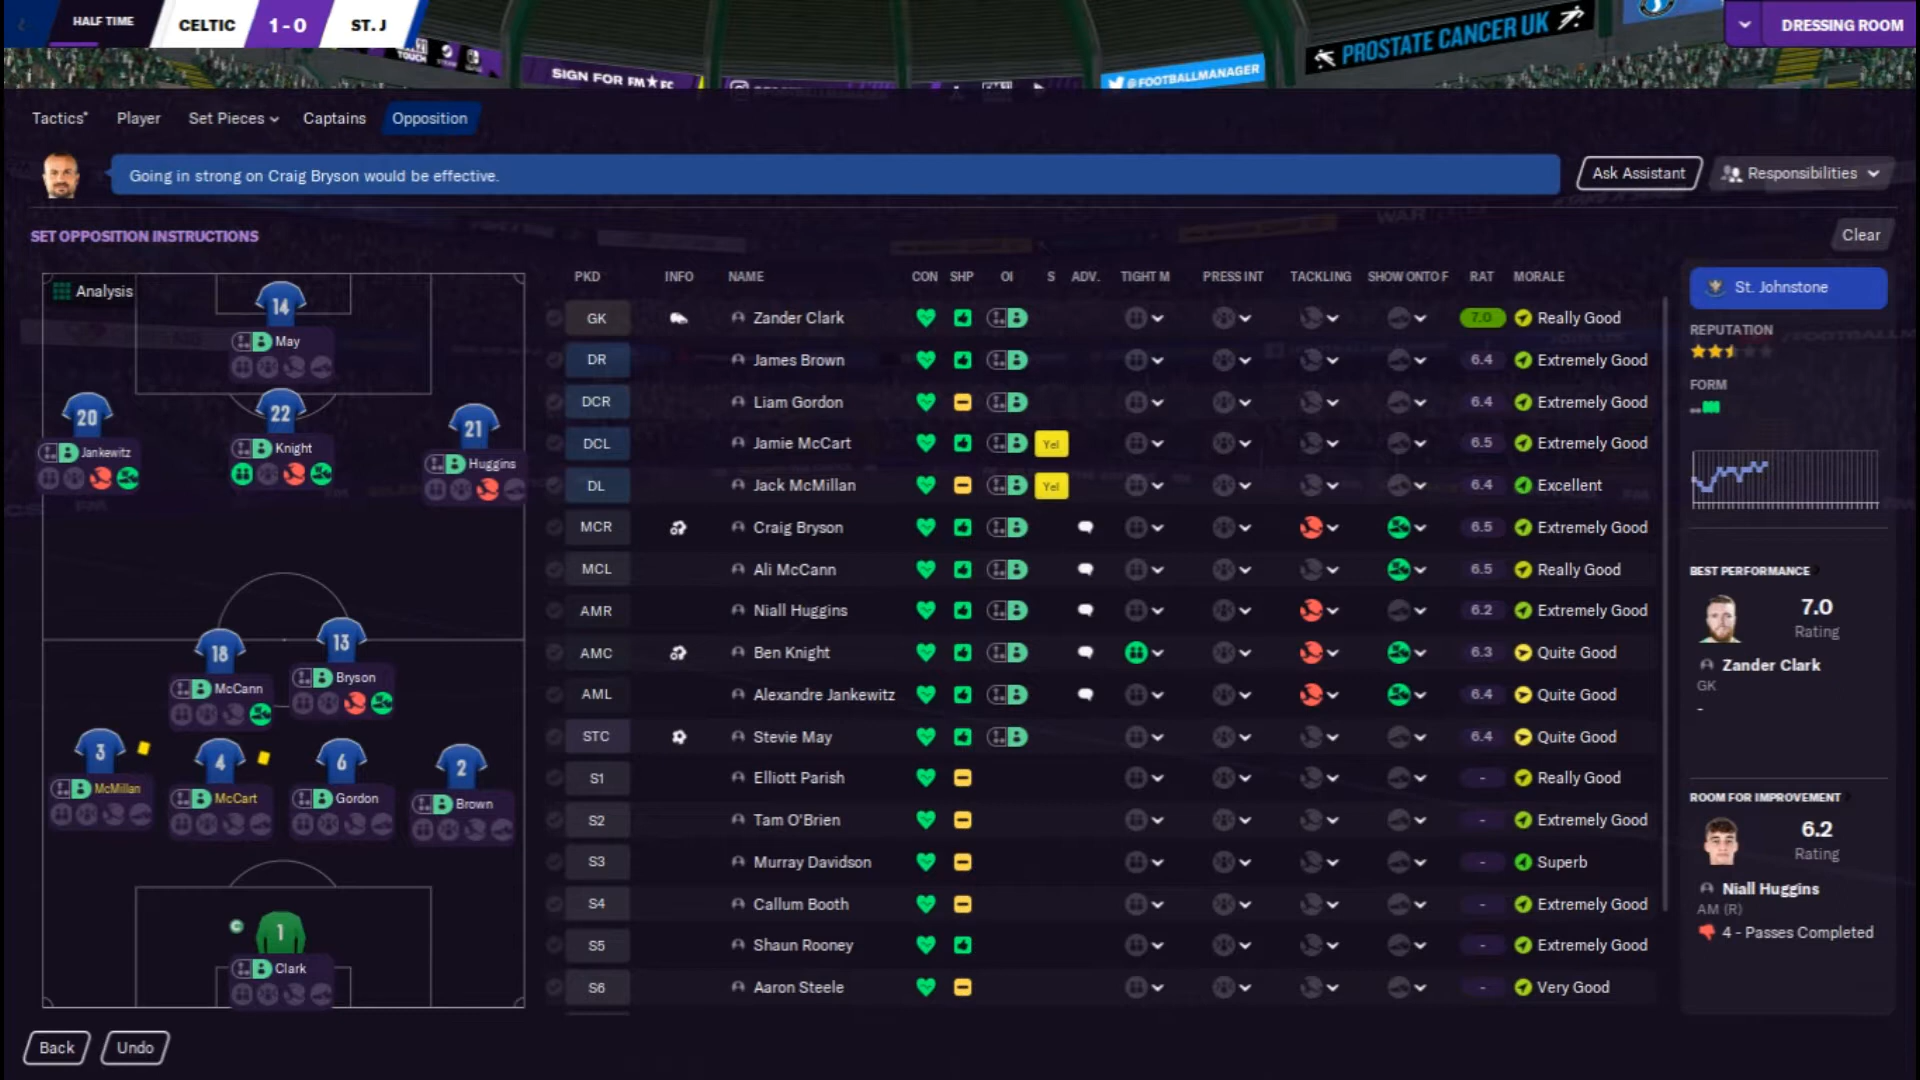 HALF TIME
CELTIC
1 - 0
ST. J
DRESSING ROOM
TOUCH
SIGN FOR FM★FC
@FOOTBALLMANAGER
PROSTATE CANCER UK
Tactics*
Player
Set Pieces
Captains
Opposition
Going in strong on Craig Bryson would be effective.
Ask Assistant
Responsibilities
SET OPPOSITION INSTRUCTIONS
Clear
Analysis
14
May
20
Jankewitz
22
Knight
21
Huggins
18
McCann
13
Bryson
3
McMillan
4
McCart
6
Gordon
2
Brown
C
1
Clark
PKD INFO NAME CON SHP OI S ADV. TIGHT M PRESS INT TACKLING SHOW ONTO F RAT MORALE
GK Zander Clark 7.0 Really Good
DR James Brown 6.4 Extremely Good
DCR Liam Gordon 6.4 Extremely Good
DCL Jamie McCart Yel 6.5 Extremely Good
DL Jack McMillan Yel 6.4 Excellent
MCR Craig Bryson 6.5 Extremely Good
MCL Ali McCann 6.5 Really Good
AMR Niall Huggins 6.2 Extremely Good
AMC Ben Knight 6.3 Quite Good
AML Alexandre Jankewitz 6.4 Quite Good
STC Stevie May 6.4 Quite Good
S1 Elliott Parish - Really Good
S2 Tam O'Brien - Extremely Good
S3 Murray Davidson - Superb
S4 Callum Booth - Extremely Good
S5 Shaun Rooney - Extremely Good
S6 Aaron Steele - Very Good
St. Johnstone
REPUTATION
FORM
BEST PERFORMANCE
7.0
Rating
Zander Clark
GK
-
ROOM FOR IMPROVEMENT
6.2
Rating
Niall Huggins
AM (R)
4 - Passes Completed
Back
Undo